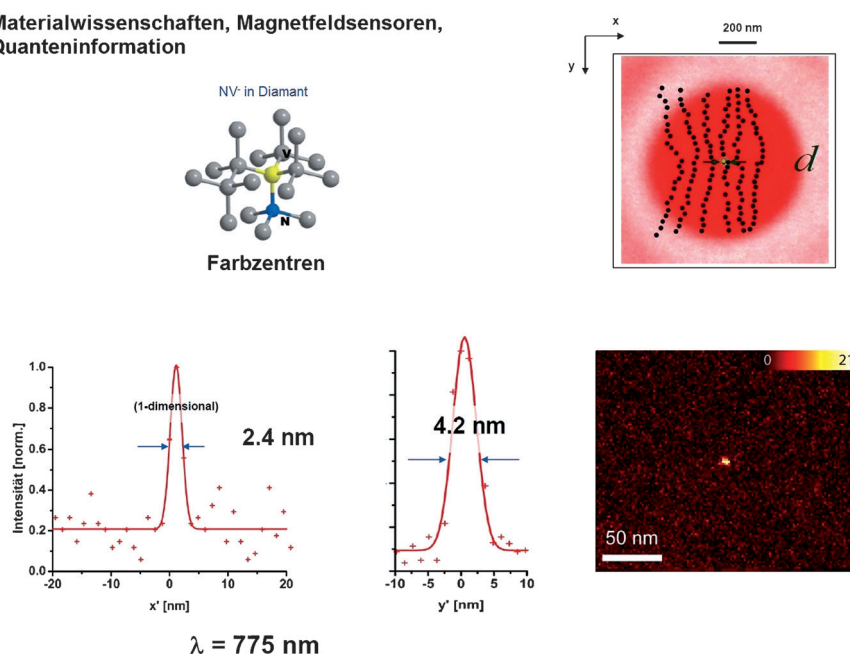 Materialwissenschaften, Magnetfeldsensoren,
Quanteninformation
NV- in Diamant
V
N
Farbzentren
x
y
200 nm
d
Intensität [norm.]
1.0
0.8
0.6
0.4
0.2
0.0
(1-dimensional)
2.4 nm
-20
-10
0
10
20
x' [nm]
4.2 nm
-10
-5
0
5
10
y' [nm]
0
21
50 nm
λ = 775 nm